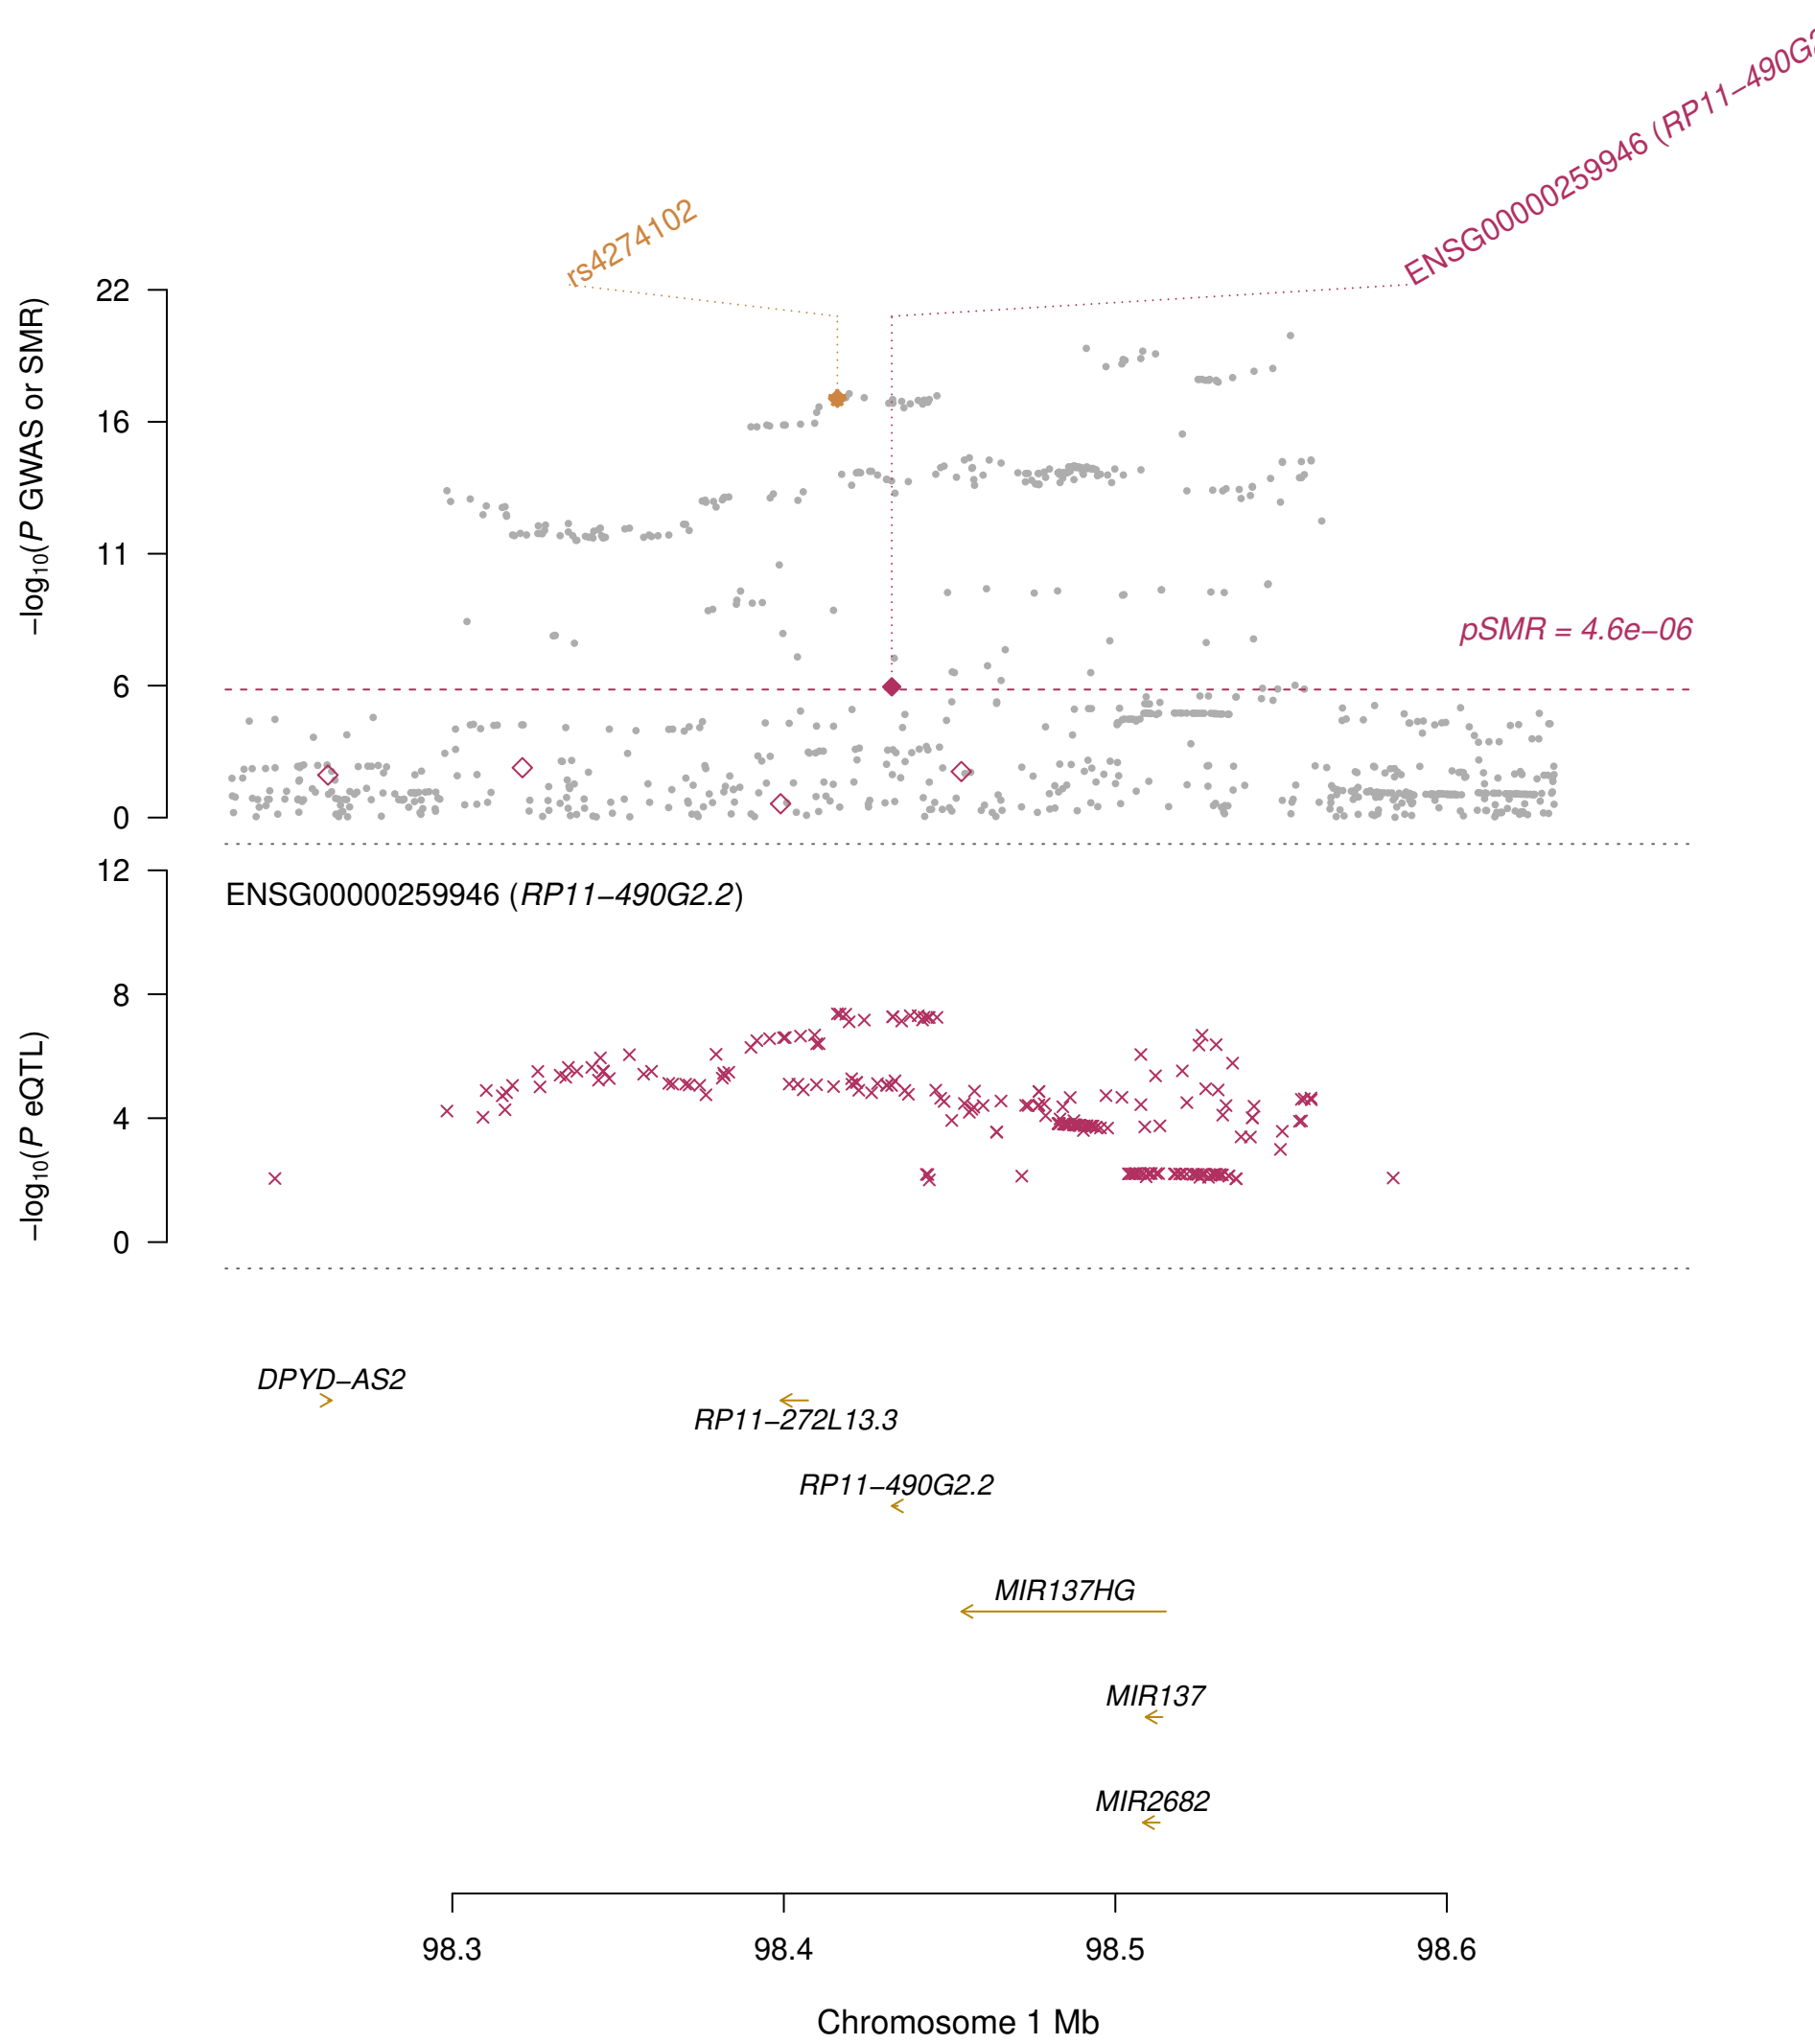 ENSG00000259946 (RP11−490G2
rs4274102
−log10(P GWAS or SMR)
22
16
11
6
0
pSMR = 4.6e−06
ENSG00000259946 (RP11−490G2.2)
−log10(P eQTL)
12
8
4
0
DPYD−AS2
RP11−272L13.3
RP11−490G2.2
MIR137HG
MIR137
MIR2682
98.3 98.4 98.5 98.6
Chromosome 1 Mb